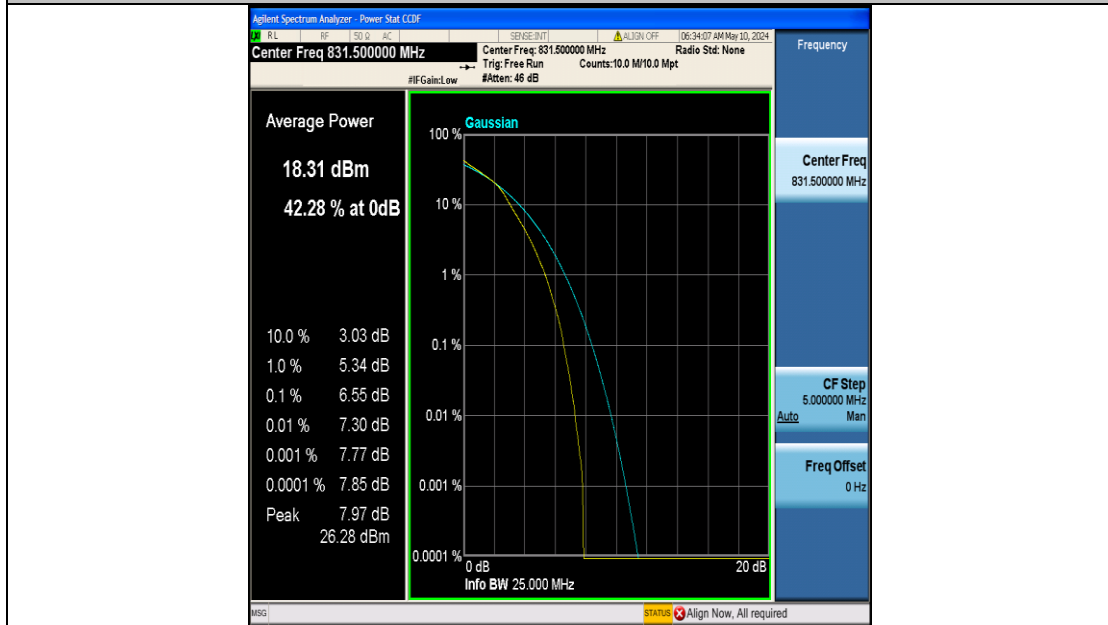 Agilent Spectrum Analyzer - Power Stat CCDF
RL RF 50 Ω AC SENSE:INT ALIGN OFF 06:34:07 AM May 10, 2024
Center Freq 831.500000 MHz
Center Freq: 831.500000 MHz Radio Std: None
Trig: Free Run Counts:10.0 M/10.0 Mpt
#IFGain:Low #Atten: 46 dB
Frequency
Average Power
18.31 dBm
42.28 % at 0dB
10.0 % 3.03 dB
1.0 % 5.34 dB
0.1 % 6.55 dB
0.01 % 7.30 dB
0.001 % 7.77 dB
0.0001 % 7.85 dB
Peak 7.97 dB
26.28 dBm
Gaussian
100 %
10 %
1 %
0.1 %
0.01 %
0.001 %
0.0001 %
0 dB 20 dB
Info BW 25.000 MHz
Center Freq
831.500000 MHz
CF Step
5.000000 MHz
Auto Man
Freq Offset
0 Hz
MSG STATUS Align Now, All required